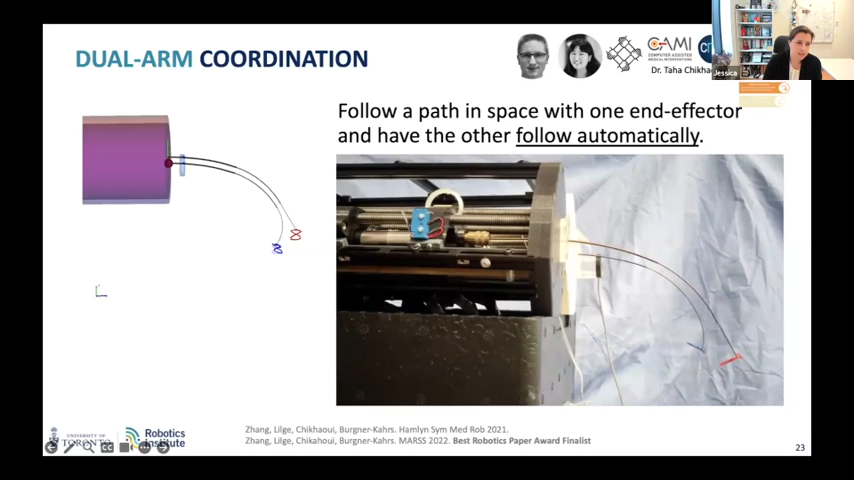 DUAL-ARM COORDINATION
CAMI
COMPUTER ASSISTED
MEDICAL INTERVENTIONS
Dr. Taha
Jessica
Follow a path in space with one end-effector
and have the other follow automatically.
UNIVERSITY OF
TORONTO
Robotics
Institute
Zhang, Lilge, Chikhaoui, Burgner-Kahrs. Hamlyn Sym Med Rob 2021.
Zhang, Lilge, Chikahoui, Burgner-Kahrs. MARSS 2022. Best Robotics Paper Award Finalist
23